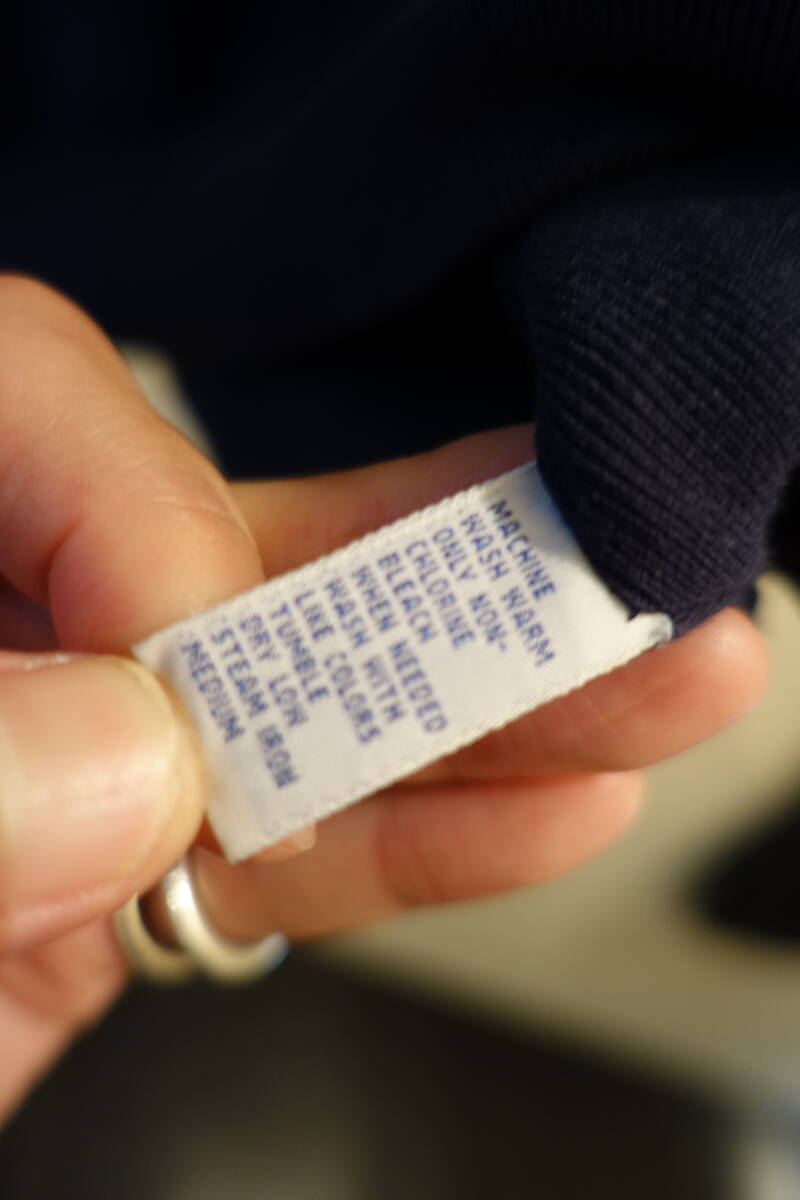 MACHINE
WASH WARM
ONLY NON-
CHLORINE
BLEACH
WHEN NEEDED
WASH WITH
LIKE COLORS
TUMBLE
DRY LOW
STEAM IRON
MEDIUM